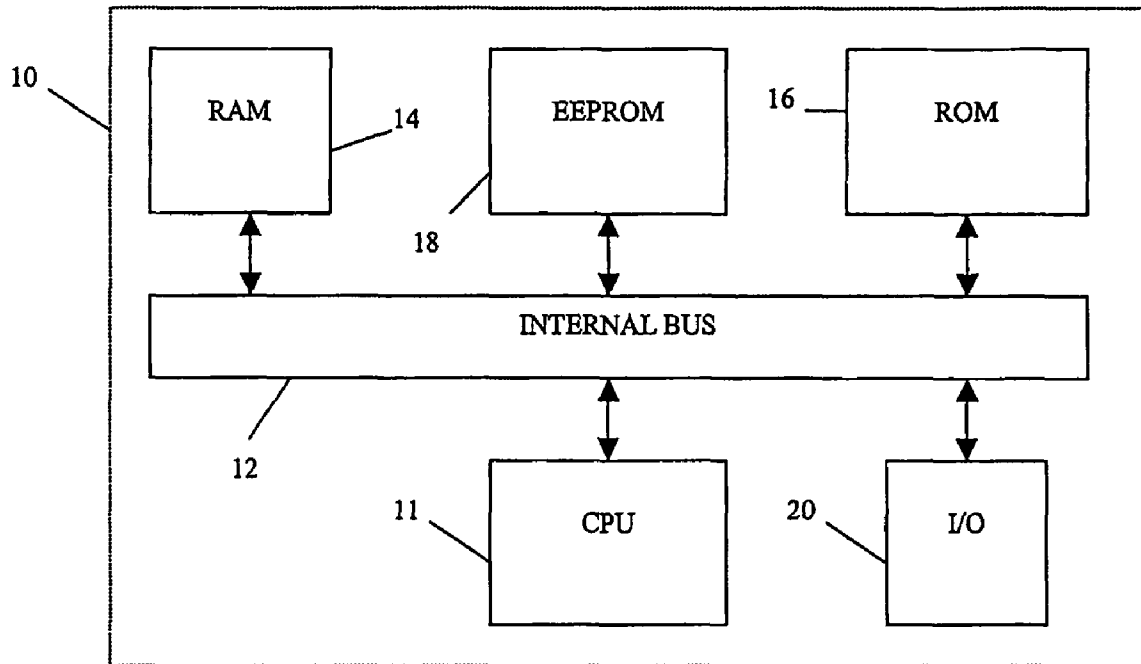 10
RAM
14
EEPROM
18
16
ROM
INTERNAL BUS
12
11
CPU
20
I/O